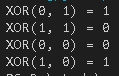 XOR(0, 1) = 1
XOR(1, 1) = 0
XOR(0, 0) = 0
XOR(1, 0) = 1